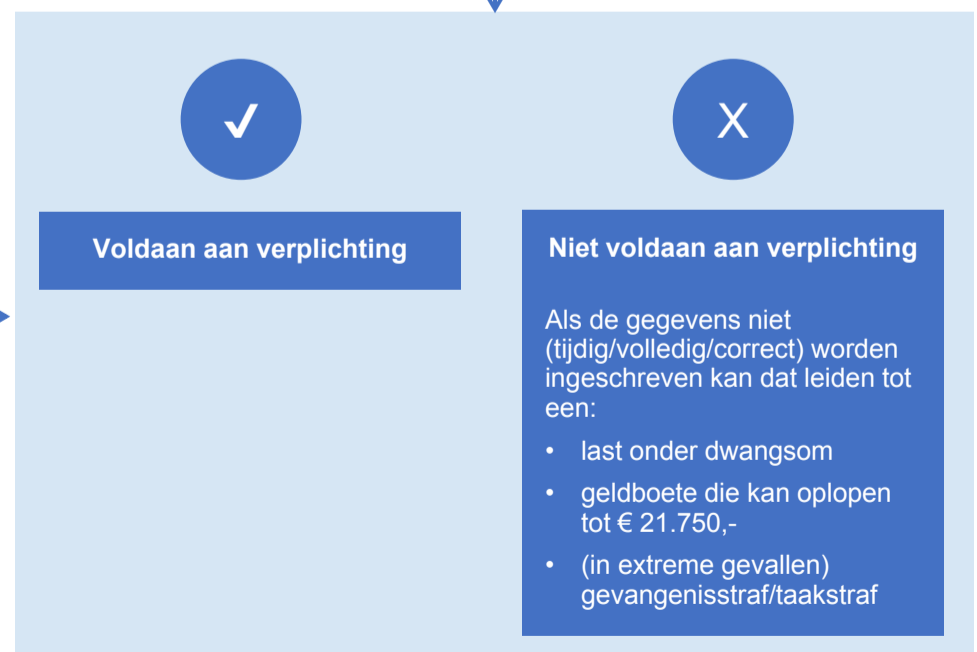 ✓
X
Voldaan aan verplichting
Niet voldaan aan verplichting
Als de gegevens niet
(tijdig/volledig/correct) worden
ingeschreven kan dat leiden tot
een:
• last onder dwangsom
• geldboete die kan oplopen
tot € 21.750,-
• (in extreme gevallen)
gevangenisstraf/taakstraf